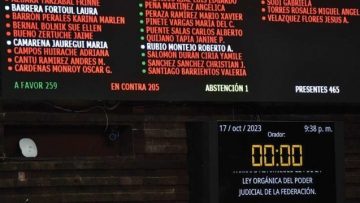 BARRERA FORTOUL LAURA
BARRON PERALES KARINA MARLEN
BERNAL BOLNIK SUE ELLEN
BUENO ZERTUCHE JAIME
CAMARENA JAUREGUI MARIA
CAMPOS HUIRACHE ADRIANA
CANTU RAMIREZ ANDRES M.
CARDENAS MONROY OSCAR G.
PEÑA MARTINEZ ANGELICA
PERAZA RAMIREZ MARIO XAVIER
PINETE VARGAS MARIA DEL C.
PUENTE SALAS CARLOS ALBERTO
QUIJANO TAPIA JANINE P.
RUBIO MONTEJO ROBERTO A.
SALOMON DURAN CIRIA YAMILE
SANCHEZ SANCHEZ CHRISTIAN J.
SANTIAGO BARRIENTOS VALERIA
SODI GABRIELA
TORRES ROSALES MIGUEL ANGEL
VELAZQUEZ FLORES JESUS A.
A FAVOR 259 EN CONTRA 205 ABSTENCIÓN 1 PRESENTES 465
17 / oct / 2023 9:38 p. m.
Orador:
00:00
LEY ORGÁNICA DEL PODER
JUDICIAL DE LA FEDERACIÓN.